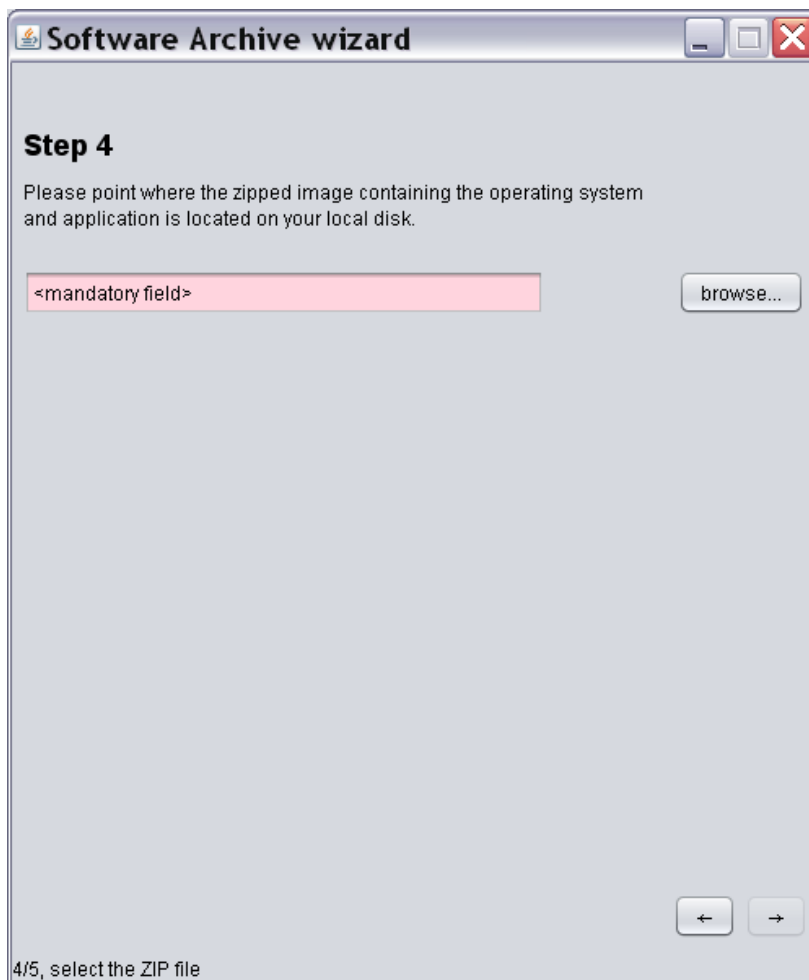 Software Archive wizard
Step 4
Please point where the zipped image containing the operating system
and application is located on your local disk.
<mandatory field>
browse...
← →
4/5, select the ZIP file